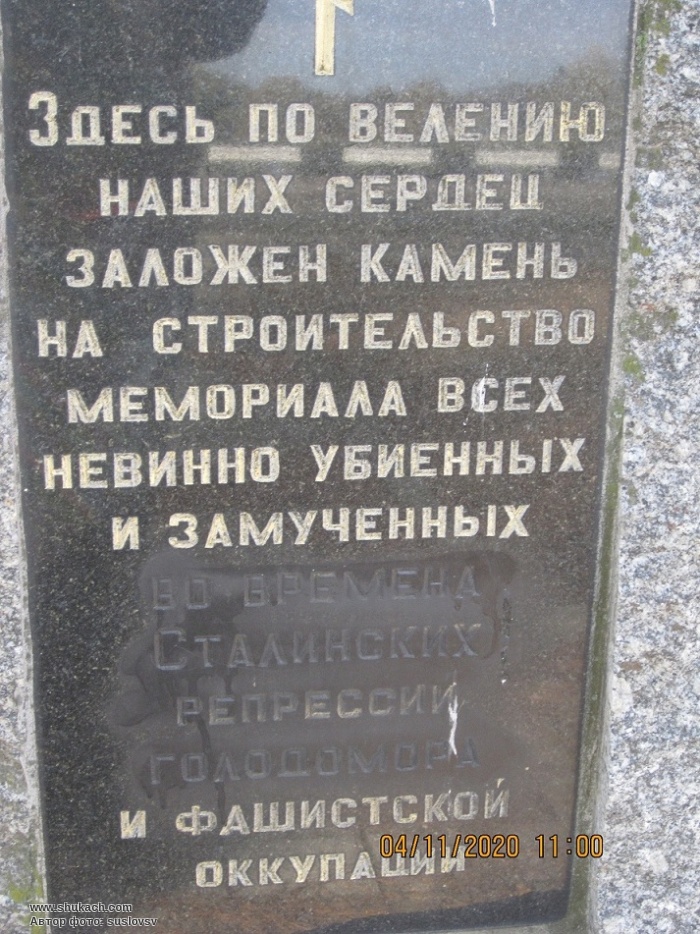 Здесь по велению
наших сердец
заложен камень
на строительство
мемориала всех
невинно убиенных
и замученных
во времена
Сталинских
репрессий
голодомора
и фашистской
оккупации
04/11/2020 11:00
www.shukach.com
Автор фото: suslovsv